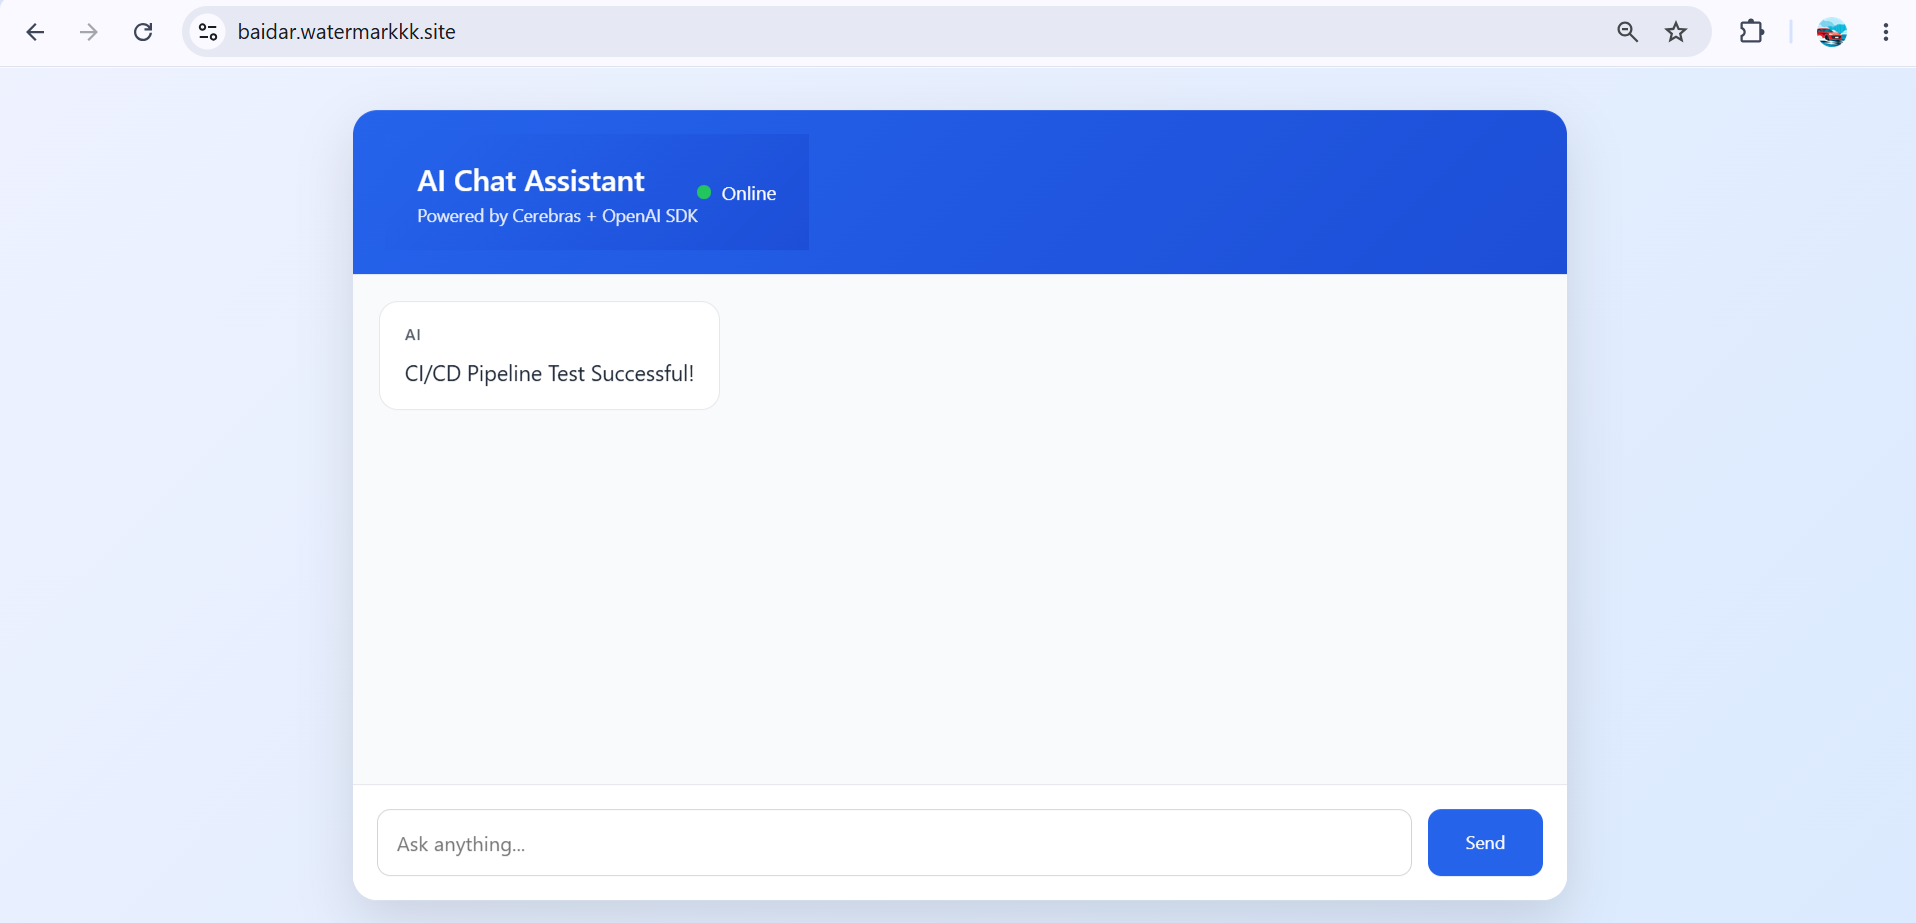 baidar.watermarkkk.site
AI Chat Assistant
Powered by Cerebras + OpenAI SDK
Online
AI
CI/CD Pipeline Test Successful!
Ask anything...
Send